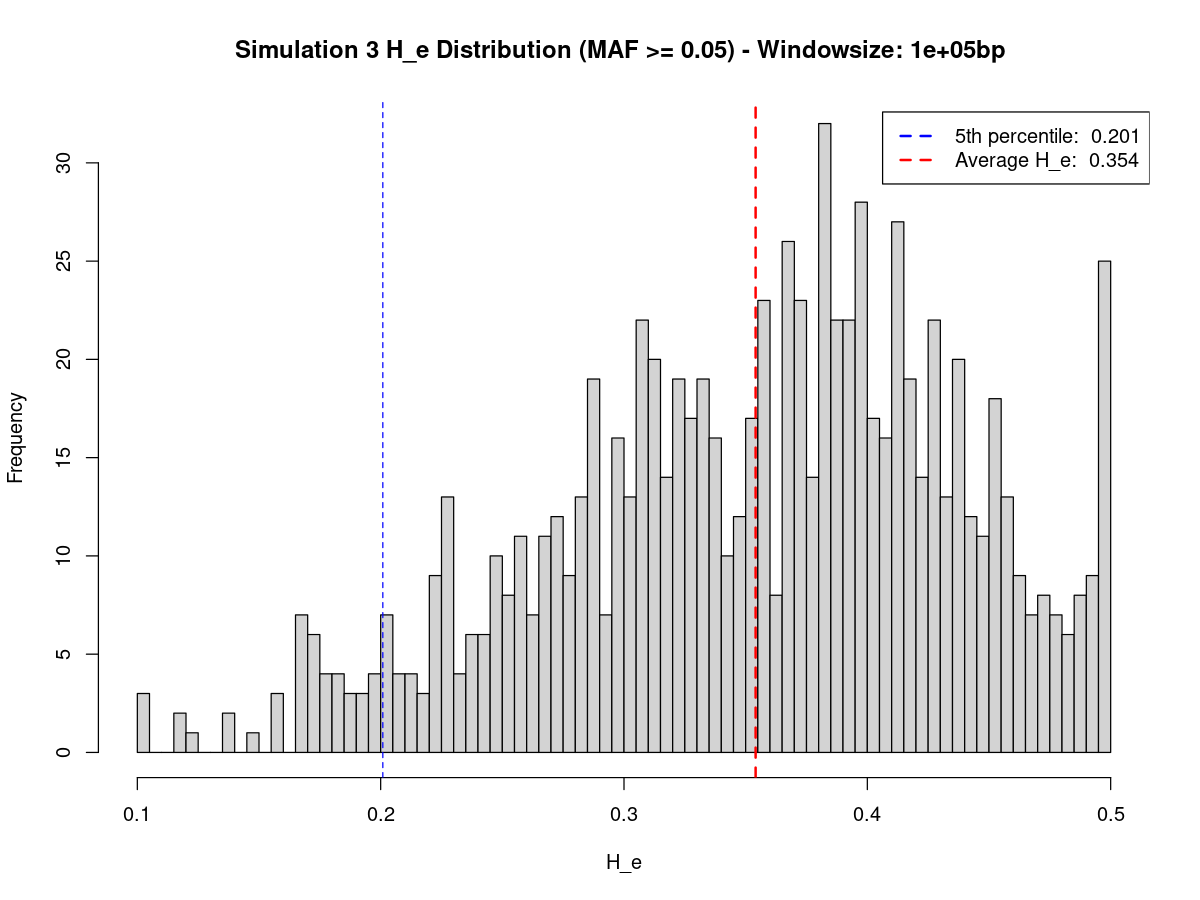 Simulation 3 H_e Distribution (MAF >= 0.05) - Windowsize: 1e+05bp
5th percentile:  0.201
Average H_e:  0.354
Frequency
30
25
20
15
10
5
0
0.1 0.2 0.3 0.4 0.5
H_e